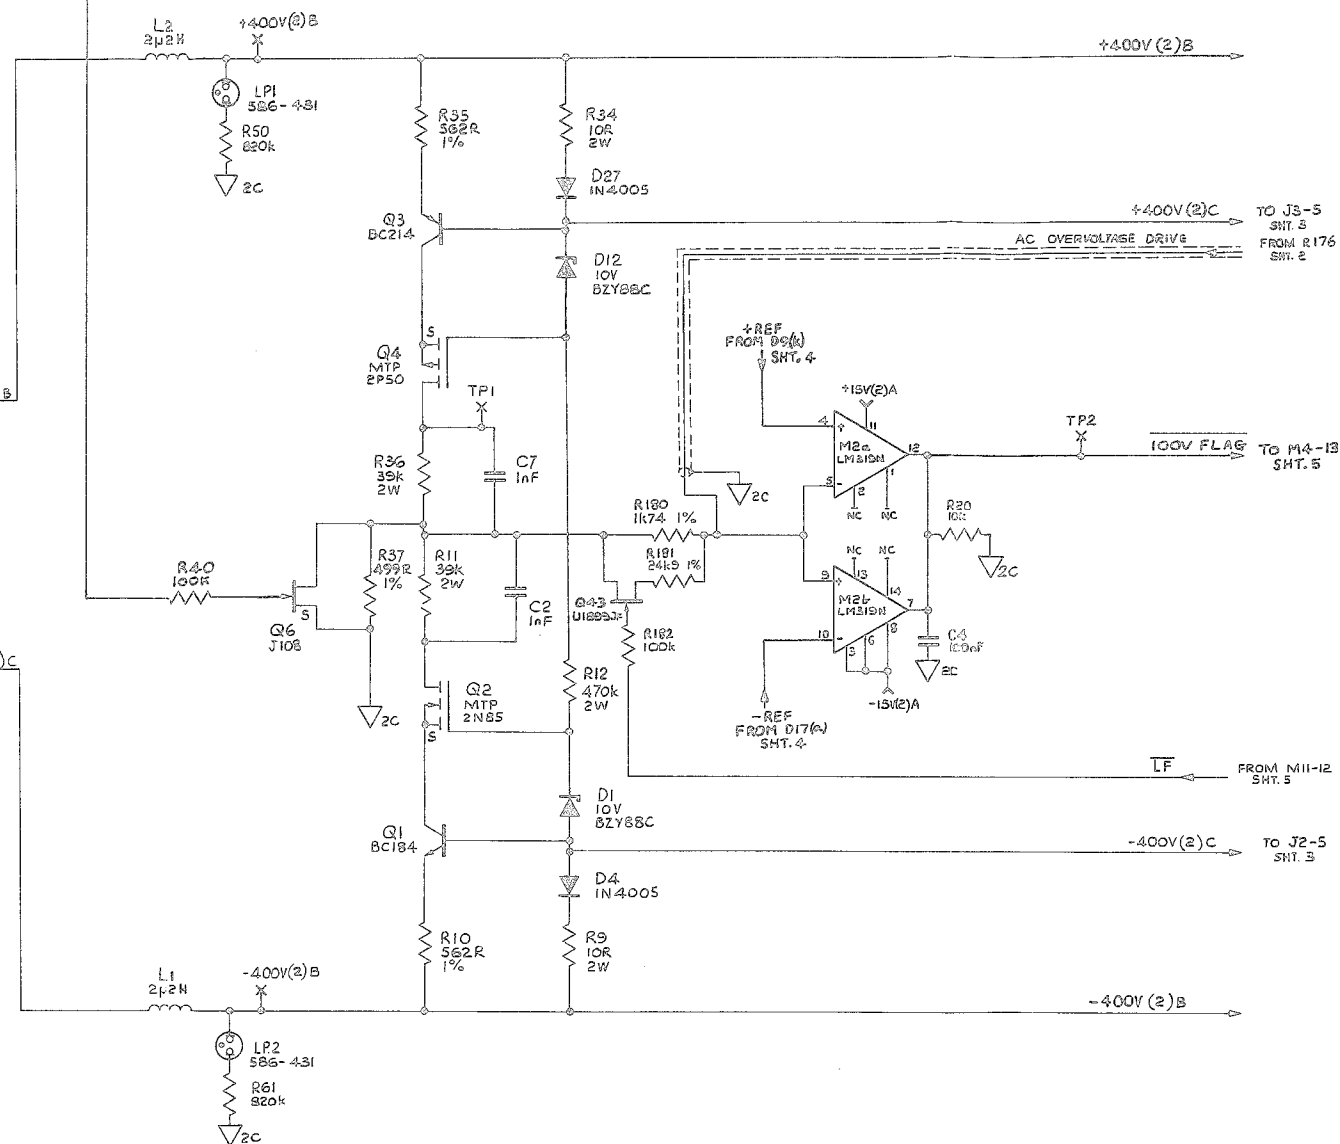 L2
2µ2H
+400V(2)B
+400V(2)B
LP1
586-431
R50
820k
2C
R35
562R
1%
R34
10R
2W
D27
1N4005
Q3
BC214
+400V(2)C
TO J3-5
SHT. 3
AC OVERVOLTAGE DRIVE
FROM R176
SHT. 2
D12
10V
BZY88C
S
Q4
MTP
2P50
TP1
+REF
FROM D9(k)
SHT. 4
+15V(2)A
4
+
11
M2a
LM319N
12
5
-
2
1
NC
NC
TP2
100V FLAG
TO M4-13
SHT. 5
R36
39k
2W
C7
1nF
2C
R180
1k74 1%
R20
10k
2C
R40
100K
R37
499R
1%
R11
39k
2W
R181
24k9 1%
NC
NC
9
+
13
14
M2b
LM319N
7
10
-
3
6
8
Q6
J108
S
C2
1nF
Q43
U1899JF
R182
100k
C4
100nF
2C
-15V(2)A
2C
Q2
MTP
2N85
S
R12
470k
2W
-REF
FROM D17(a)
SHT. 4
LF
FROM M11-12
SHT. 5
D1
10V
BZY88C
Q1
BC184
-400V(2)C
TO J2-5
SHT. 3
D4
1N4005
R10
562R
1%
R9
10R
2W
L1
2µ2H
-400V(2)B
-400V(2)B
LP2
586-431
R61
820k
2C
B
)C